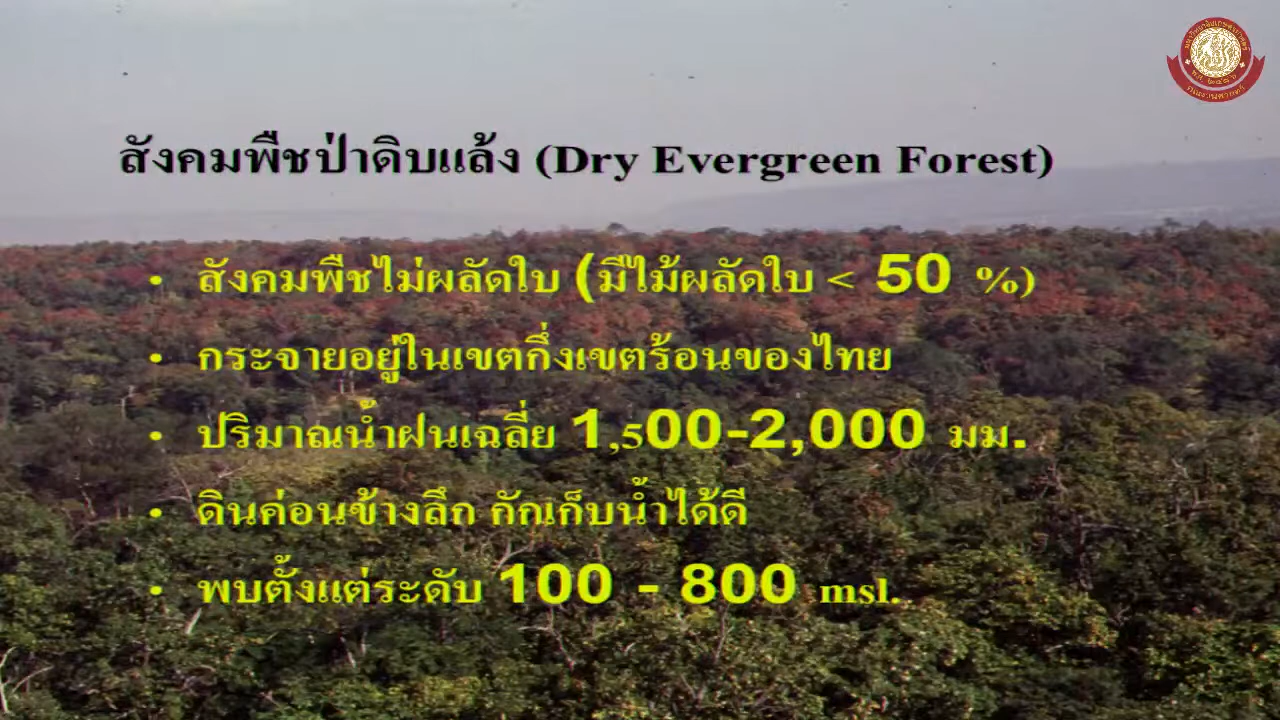 สังคมพืชป่าดิบแล้ง (Dry Evergreen Forest)
• สังคมพืชไม่ผลัดใบ (มีไม้ผลัดใบ < 50 %)
• กระจายอยู่ในเขตกึ่งเขตร้อนของไทย
• ปริมาณน้ำฝนเฉลี่ย 1,500-2,000 มม.
• ดินค่อนข้างลึก กักเก็บน้ำได้ดี
• พบตั้งแต่ระดับ 100 - 800 msl.